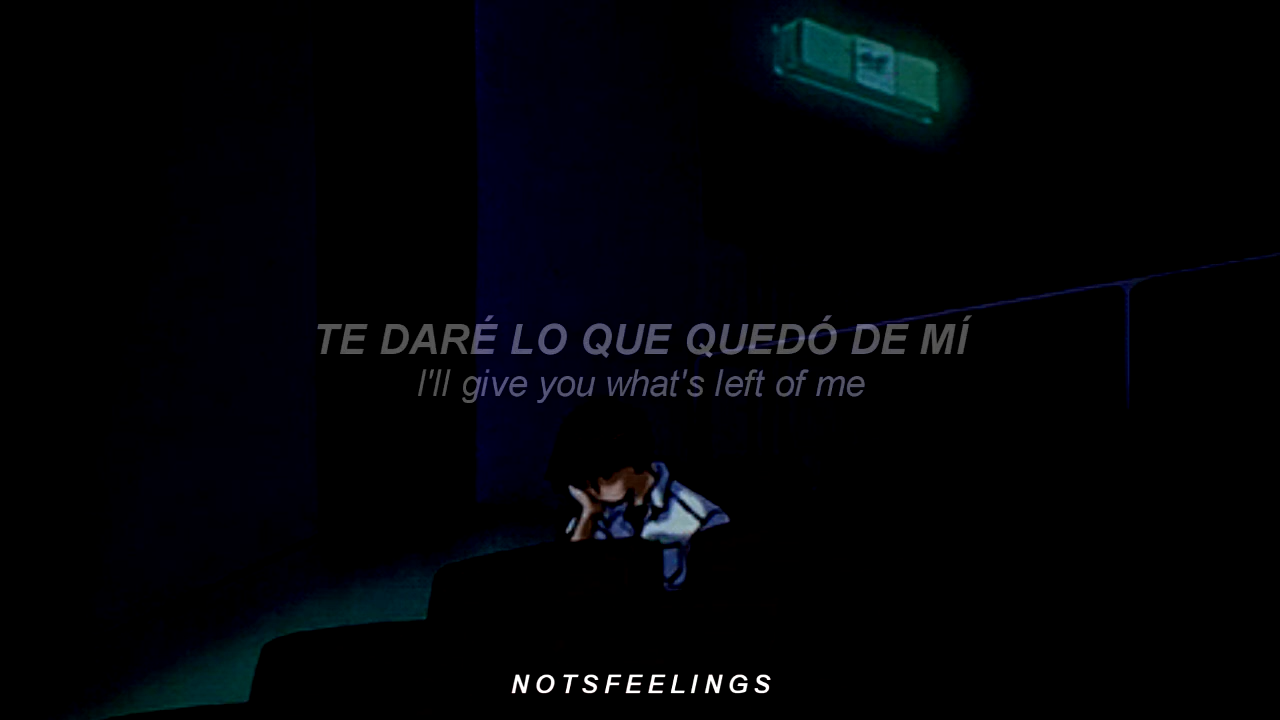 TE DARÉ LO QUE QUEDÓ DE MÍ
I'll give you what's left of me
NOTSFEELINGS